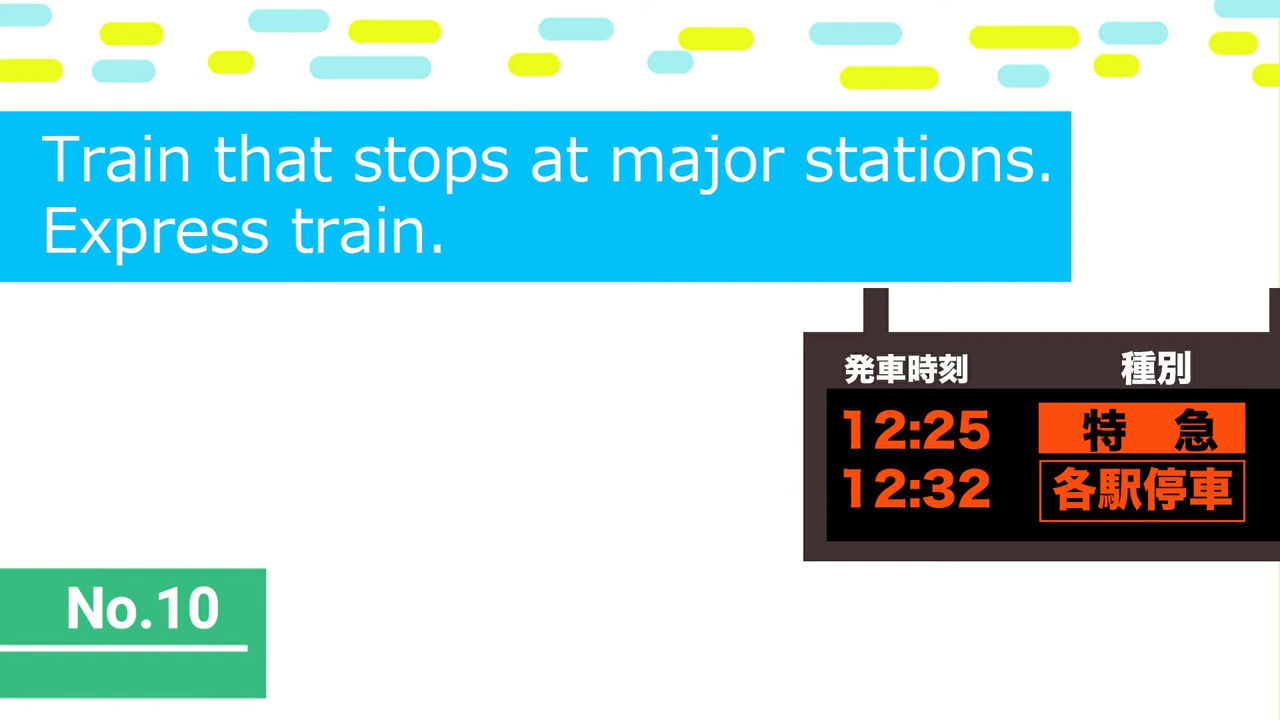 Train that stops at major stations.
Express train.
発車時刻 種別
12:25 特 急
12:32 各駅停車
No.10